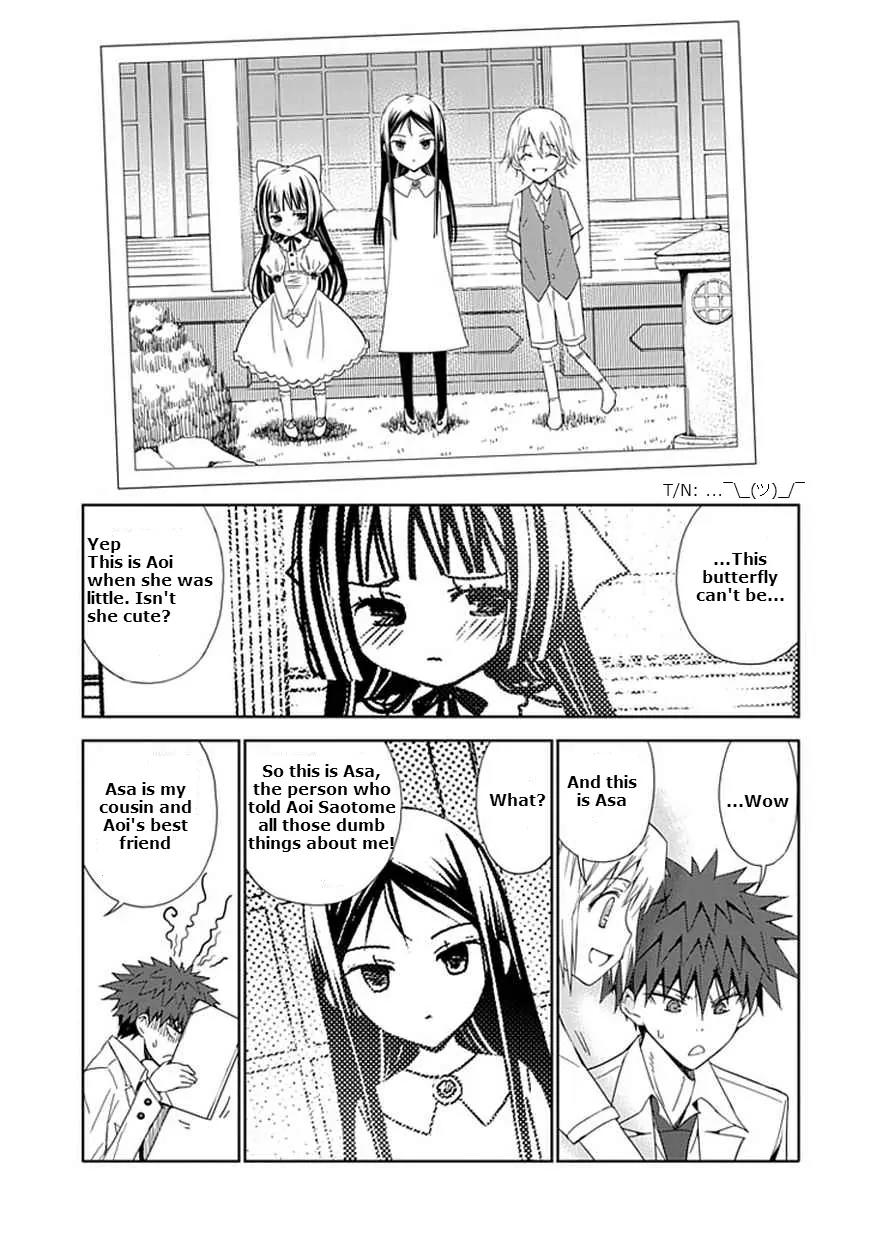 T/N: ...¯\_(ツ)_/¯
...This
butterfly
can't be...
Yep
This is Aoi
when she was
little. Isn't
she cute?
...Wow
And this
is Asa
What?
So this is Asa,
the person who
told Aoi Saotome
all those dumb
things about me!
Asa is my
cousin and
Aoi's best
friend